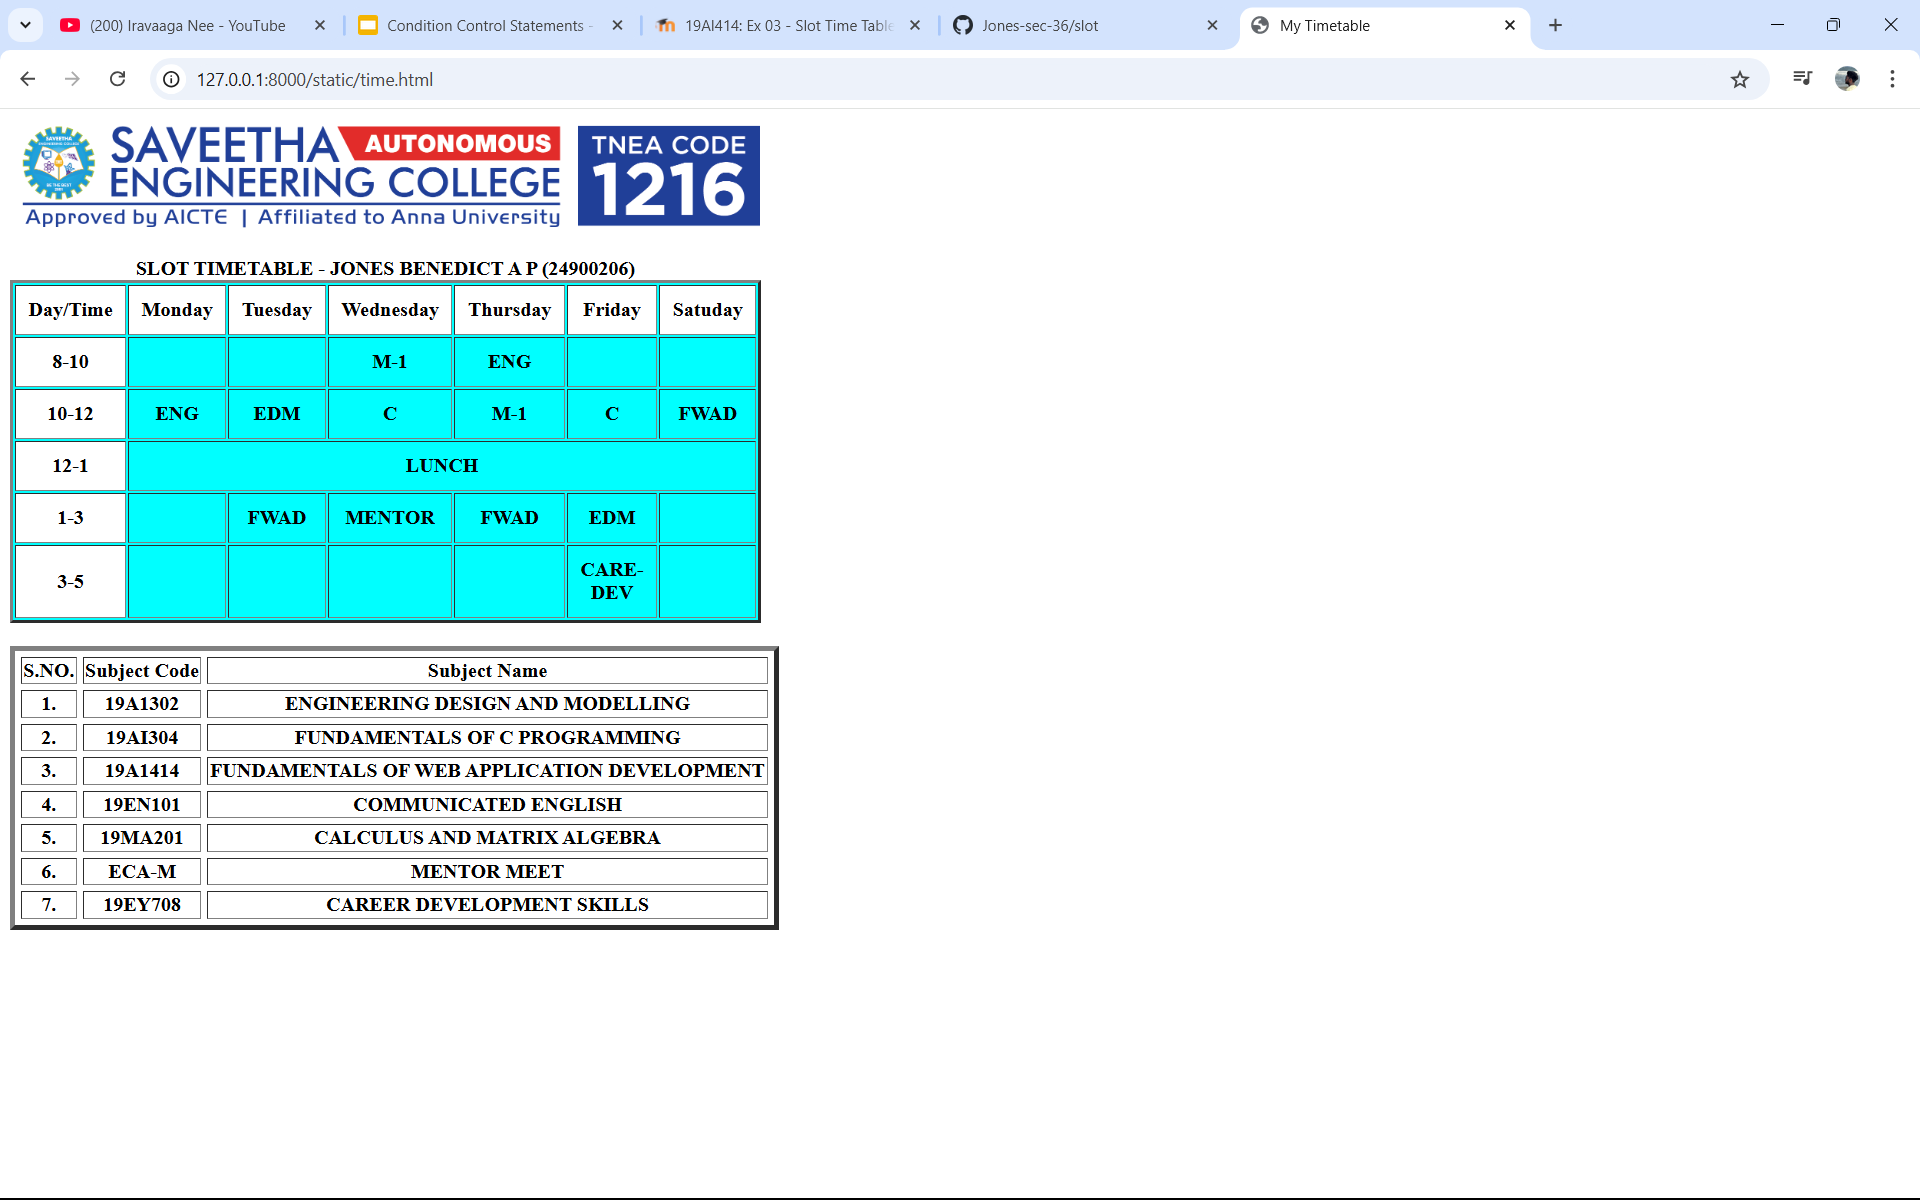 (200) Iravaaga Nee - YouTube
Condition Control Statements -
19AI414: Ex 03 - Slot Time Table
Jones-sec-36/slot
My Timetable
127.0.0.1:8000/static/time.html
SAVEETHA AUTONOMOUS
ENGINEERING COLLEGE
Approved by AICTE | Affiliated to Anna University
TNEA CODE
1216
SLOT TIMETABLE - JONES BENEDICT A P (24900206)
Day/Time Monday Tuesday Wednesday Thursday Friday Satuday
8-10 M-1 ENG
10-12 ENG EDM C M-1 C FWAD
12-1 LUNCH
1-3 FWAD MENTOR FWAD EDM
3-5 CARE-
DEV
S.NO. Subject Code Subject Name
1. 19A1302 ENGINEERING DESIGN AND MODELLING
2. 19AI304 FUNDAMENTALS OF C PROGRAMMING
3. 19A1414 FUNDAMENTALS OF WEB APPLICATION DEVELOPMENT
4. 19EN101 COMMUNICATED ENGLISH
5. 19MA201 CALCULUS AND MATRIX ALGEBRA
6. ECA-M MENTOR MEET
7. 19EY708 CAREER DEVELOPMENT SKILLS